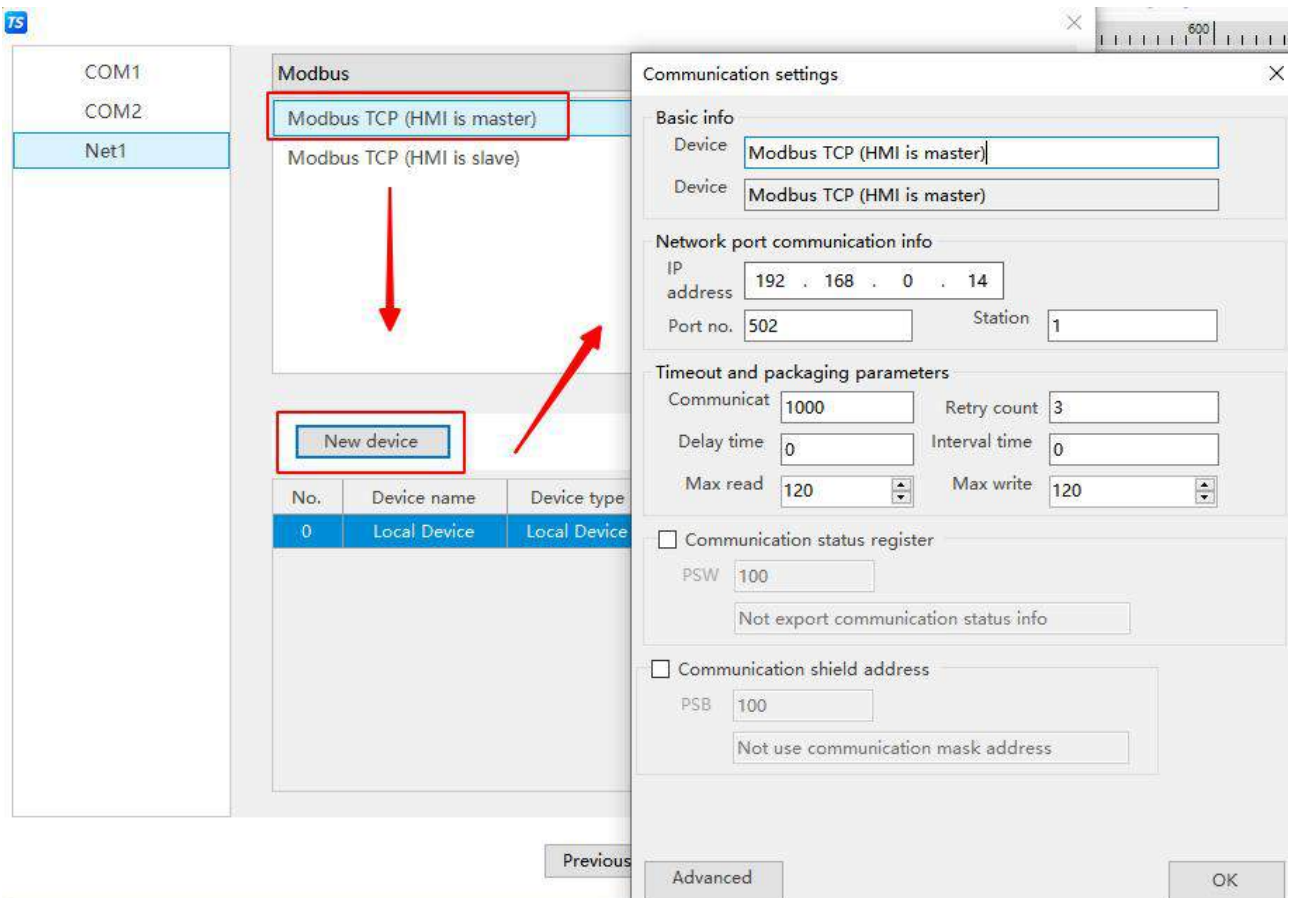 TS
600
COM1
COM2
Net1
Modbus
Modbus TCP (HMI is master)
Modbus TCP (HMI is slave)
New device
No. Device name Device type
0 Local Device Local Device
Previous
Communication settings
Basic info
Device Modbus TCP (HMI is master)
Device Modbus TCP (HMI is master)
Network port communication info
IP address 192 . 168 . 0 . 14
Port no. 502 Station 1
Timeout and packaging parameters
Communicat 1000 Retry count 3
Delay time 0 Interval time 0
Max read 120 Max write 120
Communication status register
PSW 100
Not export communication status info
Communication shield address
PSB 100
Not use communication mask address
Advanced OK